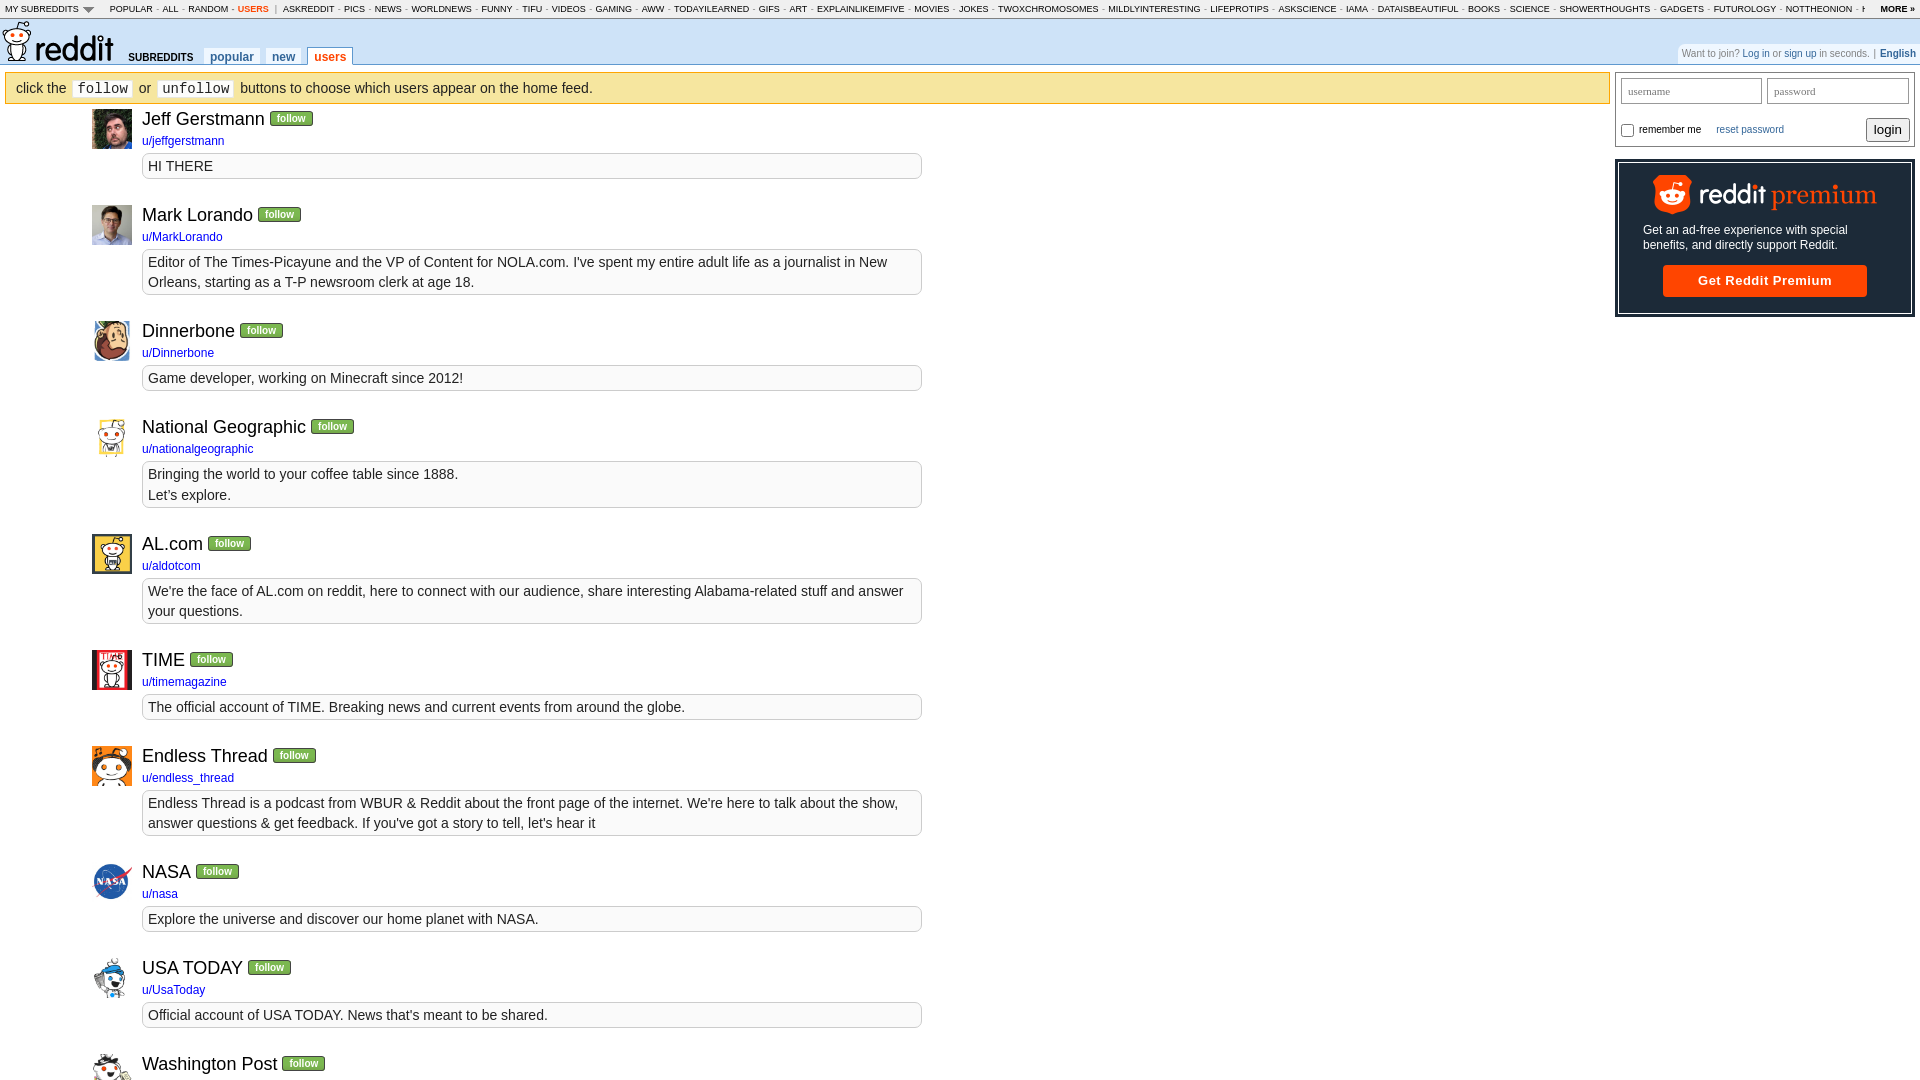 MY SUBREDDITS POPULAR - ALL - RANDOM - USERS | ASKREDDIT - PICS - NEWS - WORLDNEWS - FUNNY - TIFU - VIDEOS - GAMING - AWW - TODAYILEARNED - GIFS - ART - EXPLAINLIKEIMFIVE - MOVIES - JOKES - TWOXCHROMOSOMES - MILDLYINTERESTING - LIFEPROTIPS - ASKSCIENCE - IAMA - DATAISBEAUTIFUL - BOOKS - SCIENCE - SHOWERTHOUGHTS - GADGETS - FUTUROLOGY - NOTTHEONION - MORE »
reddit SUBREDDITS popular new users
Want to join? Log in or sign up in seconds. | English
click the follow or unfollow buttons to choose which users appear on the home feed.
username password
remember me reset password login
reddit premium
Get an ad-free experience with special
benefits, and directly support Reddit.
Get Reddit Premium
Jeff Gerstmann follow
u/jeffgerstmann
HI THERE
Mark Lorando follow
u/MarkLorando
Editor of The Times-Picayune and the VP of Content for NOLA.com. I've spent my entire adult life as a journalist in New
Orleans, starting as a T-P newsroom clerk at age 18.
Dinnerbone follow
u/Dinnerbone
Game developer, working on Minecraft since 2012!
National Geographic follow
u/nationalgeographic
Bringing the world to your coffee table since 1888.
Let’s explore.
AL.com follow
u/aldotcom
We're the face of AL.com on reddit, here to connect with our audience, share interesting Alabama-related stuff and answer
your questions.
TIME follow
u/timemagazine
The official account of TIME. Breaking news and current events from around the globe.
Endless Thread follow
u/endless_thread
Endless Thread is a podcast from WBUR & Reddit about the front page of the internet. We're here to talk about the show,
answer questions & get feedback. If you've got a story to tell, let's hear it
NASA
NASA follow
u/nasa
Explore the universe and discover our home planet with NASA.
USA TODAY follow
u/UsaToday
Official account of USA TODAY. News that's meant to be shared.
Washington Post follow